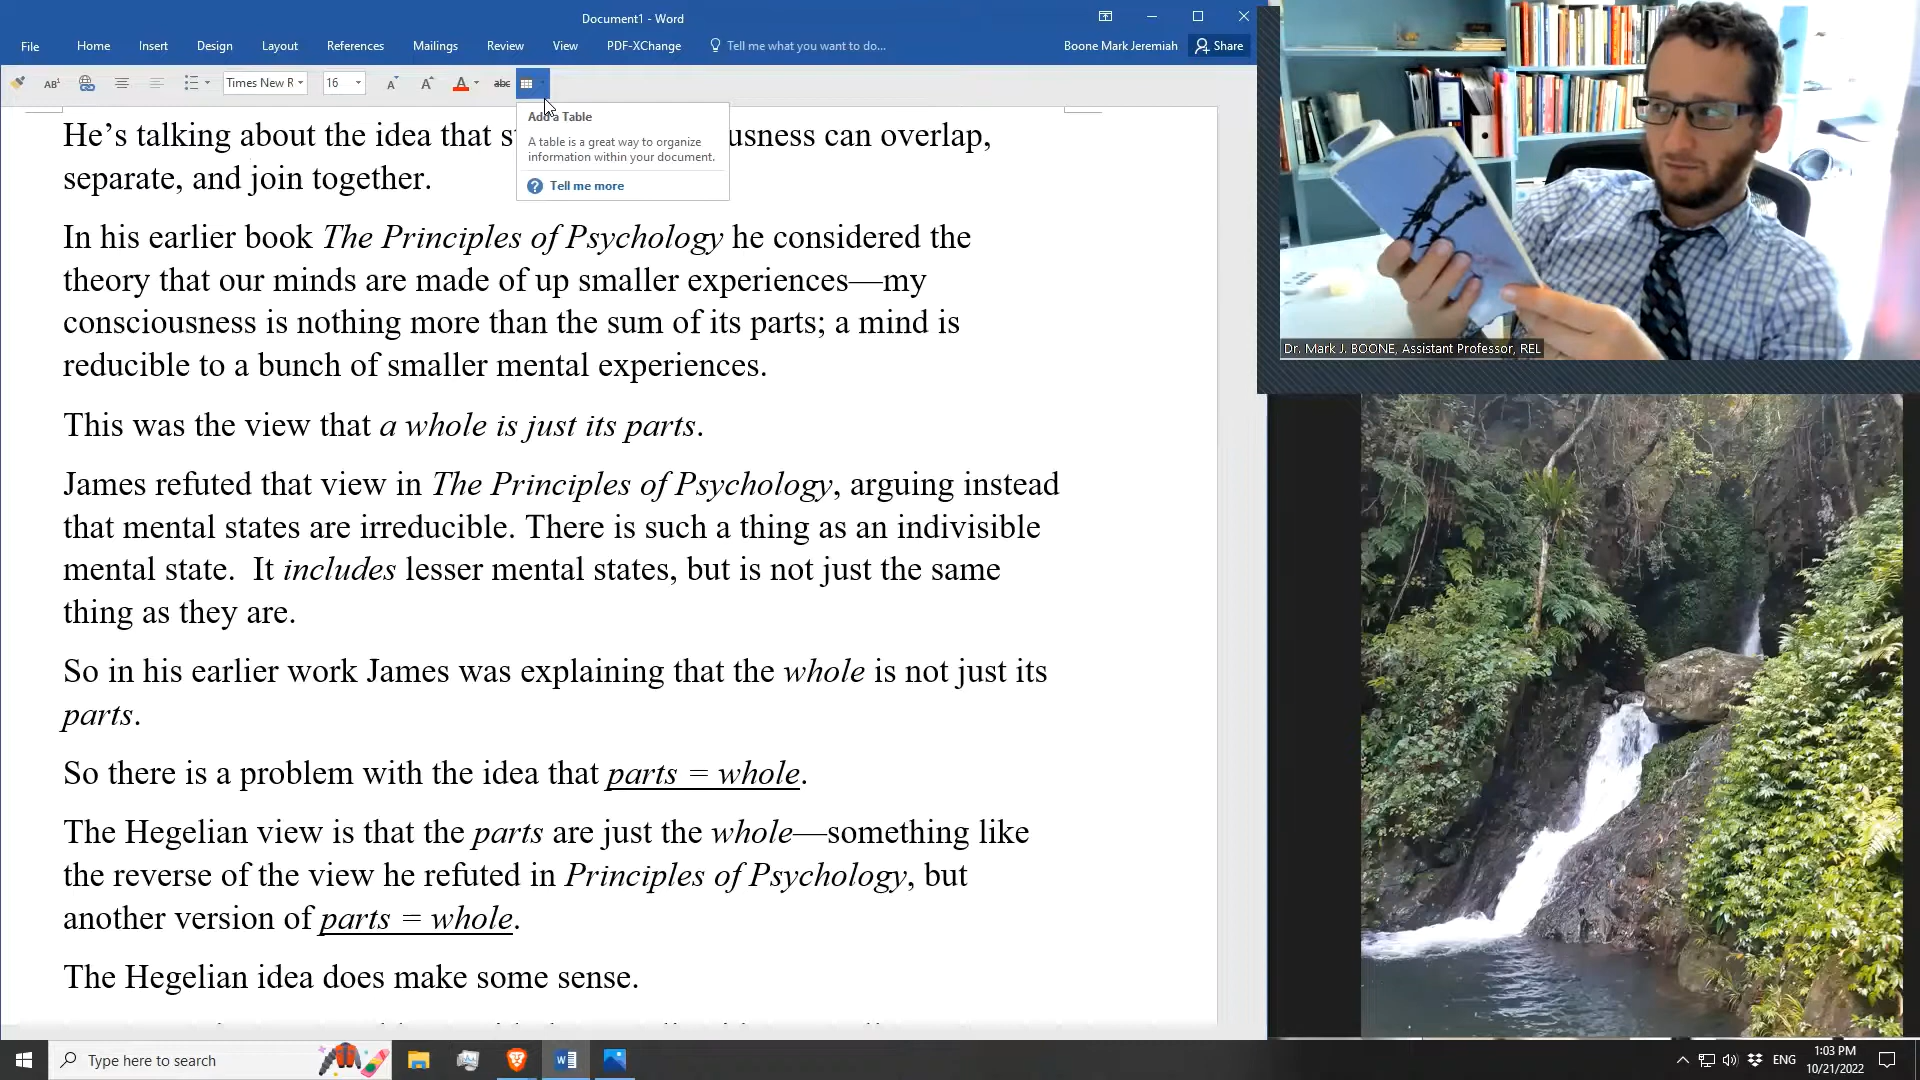 Document1 - Word
File Home Insert Design Layout References Mailings Review View PDF-XChange Tell me what you want to do... Boone Mark Jeremiah Share
AB¹ Times New R 16 A A A abc
Add a Table
A table is a great way to organize
information within your document.
Tell me more
He's talking about the idea that st usness can overlap,
separate, and join together.
In his earlier book The Principles of Psychology he considered the
theory that our minds are made of up smaller experiences—my
consciousness is nothing more than the sum of its parts; a mind is
reducible to a bunch of smaller mental experiences.
This was the view that a whole is just its parts.
James refuted that view in The Principles of Psychology, arguing instead
that mental states are irreducible. There is such a thing as an indivisible
mental state.  It includes lesser mental states, but is not just the same
thing as they are.
So in his earlier work James was explaining that the whole is not just its
parts.
So there is a problem with the idea that parts = whole.
The Hegelian view is that the parts are just the whole—something like
the reverse of the view he refuted in Principles of Psychology, but
another version of parts = whole.
The Hegelian idea does make some sense.
Dr. Mark J. BOONE, Assistant Professor, REL
Type here to search
ENG
1:03 PM
10/21/2022